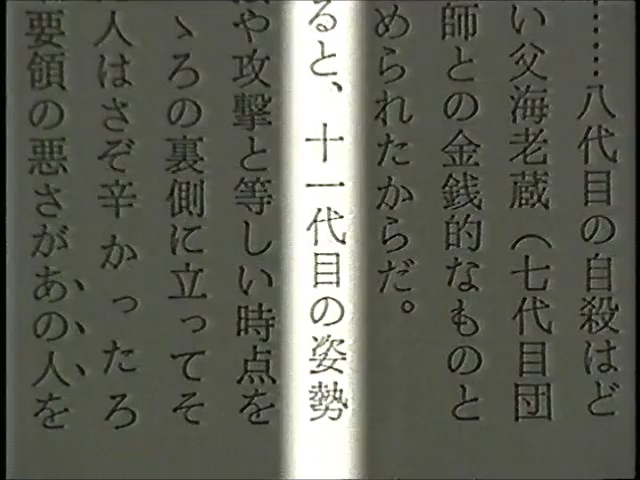 ……八代目の自殺はど
い父海老蔵（七代目団
師との金銭的なものと
められたからだ。
ると、十一代目の姿勢
や攻撃と等しい時点を
ゝろの裏側に立ってそ
人はさぞ辛かったろ
要領の悪さがあの人を